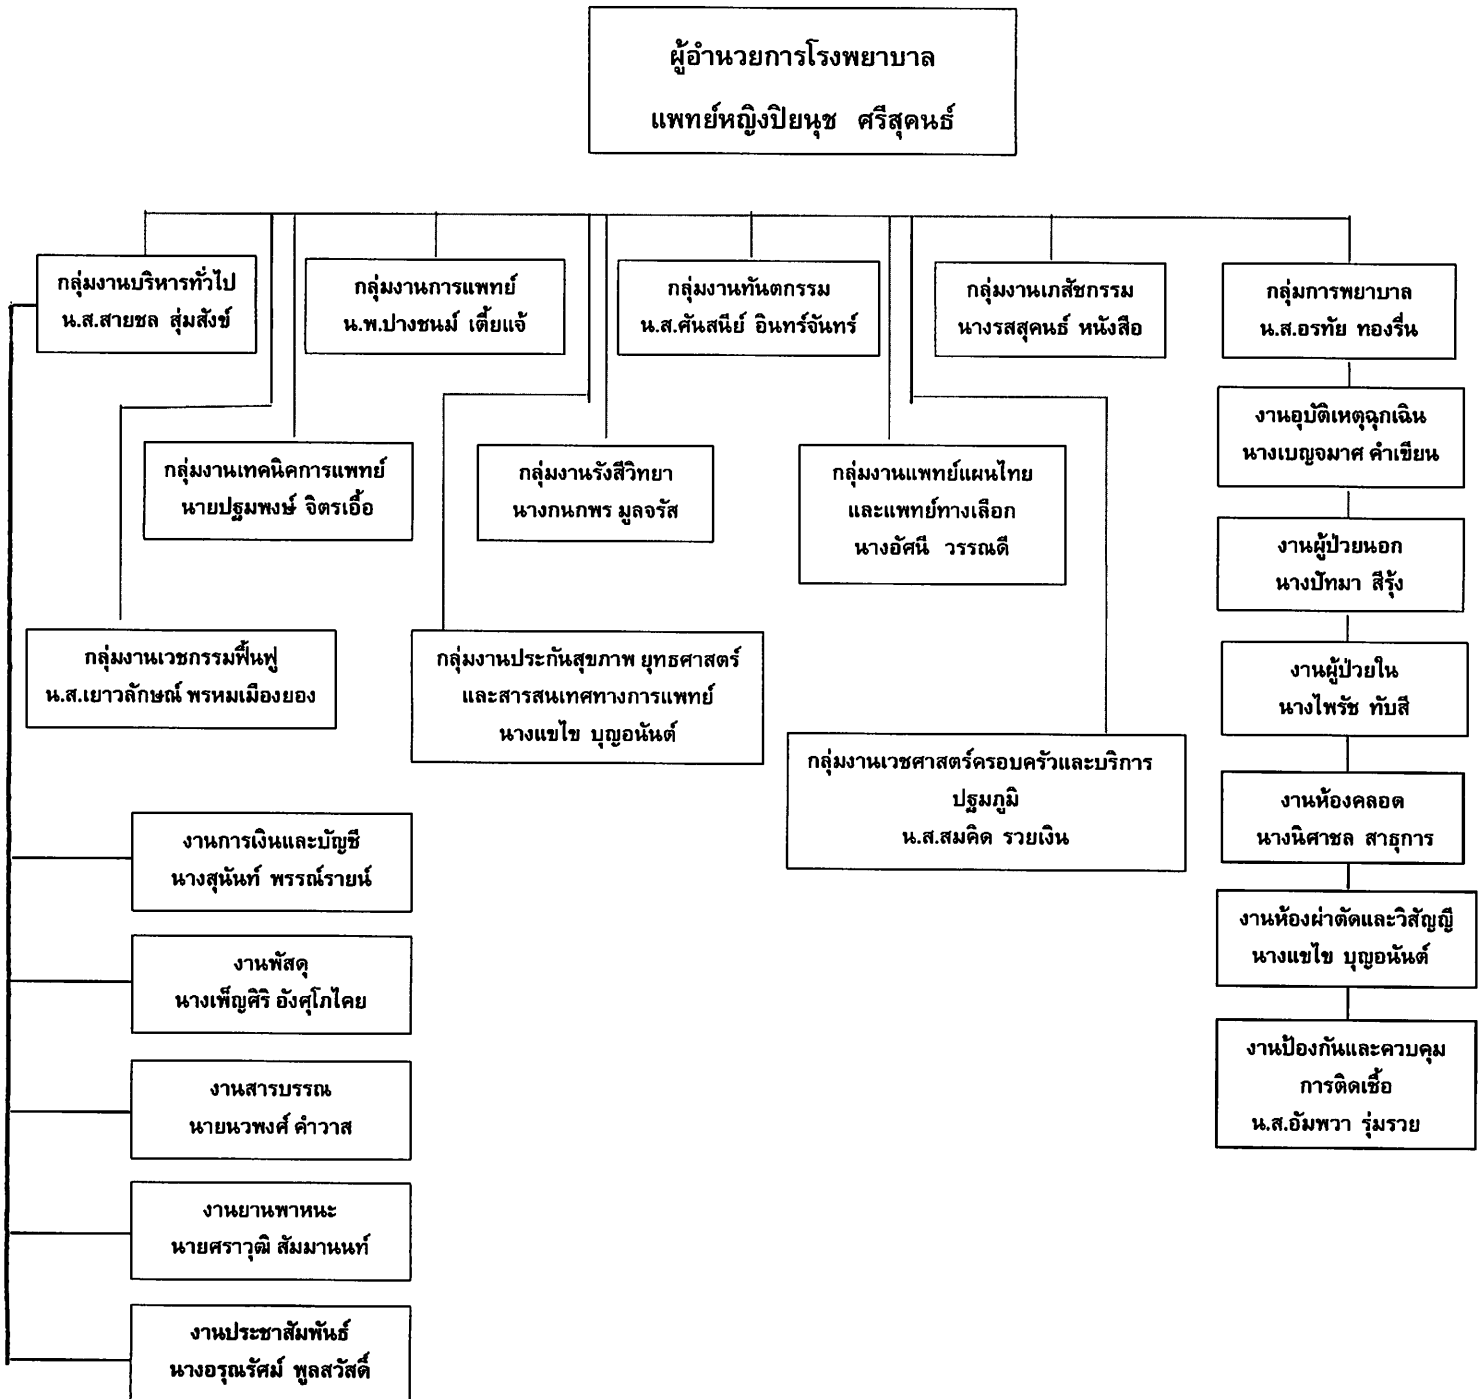 ผู้อำนวยการโรงพยาบาล
แพทย์หญิงปิยนุช ศรีสุคนธ์
กลุ่มงานบริหารทั่วไป
น.ส.สายชล สุ่มสังข์
กลุ่มงานการแพทย์
น.พ.ปางชนม์ เตี้ยแจ้
กลุ่มงานทันตกรรม
น.ส.ศันสนีย์ อินทร์จันทร์
กลุ่มงานเภสัชกรรม
นางรสสุคนธ์ หนังสือ
กลุ่มการพยาบาล
น.ส.อรทัย ทองรื่น
งานอุบัติเหตุฉุกเฉิน
นางเบญจมาศ คำเขียน
กลุ่มงานเทคนิคการแพทย์
นายปฐมพงษ์ จิตรเอื้อ
กลุ่มงานรังสีวิทยา
นางกนกพร มูลจรัส
กลุ่มงานแพทย์แผนไทย
และแพทย์ทางเลือก
นางอัศนี วรรณดี
งานผู้ป่วยนอก
นางปัทมา สีรุ้ง
กลุ่มงานเวชกรรมฟื้นฟู
น.ส.เยาวลักษณ์ พรหมเมืองยอง
กลุ่มงานประกันสุขภาพ ยุทธศาสตร์
และสารสนเทศทางการแพทย์
นางแขไข บุญอนันต์
งานผู้ป่วยใน
นางไพรัช ทับสี
กลุ่มงานเวชศาสตร์ครอบครัวและบริการ
ปฐมภูมิ
น.ส.สมคิด รวยเงิน
งานห้องคลอด
นางนิศาชล สาธุการ
งานการเงินและบัญชี
นางสุนันท์ พรรณ์รายน์
งานห้องผ่าตัดและวิสัญญี
นางแขไข บุญอนันต์
งานพัสดุ
นางเพ็ญศิริ อังศุโภไคย
งานป้องกันและควบคุม
การติดเชื้อ
น.ส.อัมพวา รุ่มรวย
งานสารบรรณ
นายนวพงศ์ คำวาส
งานยานพาหนะ
นายศราวุฒิ สัมมานนท์
งานประชาสัมพันธ์
นางอรุณรัศม์ พูลสวัสดิ์